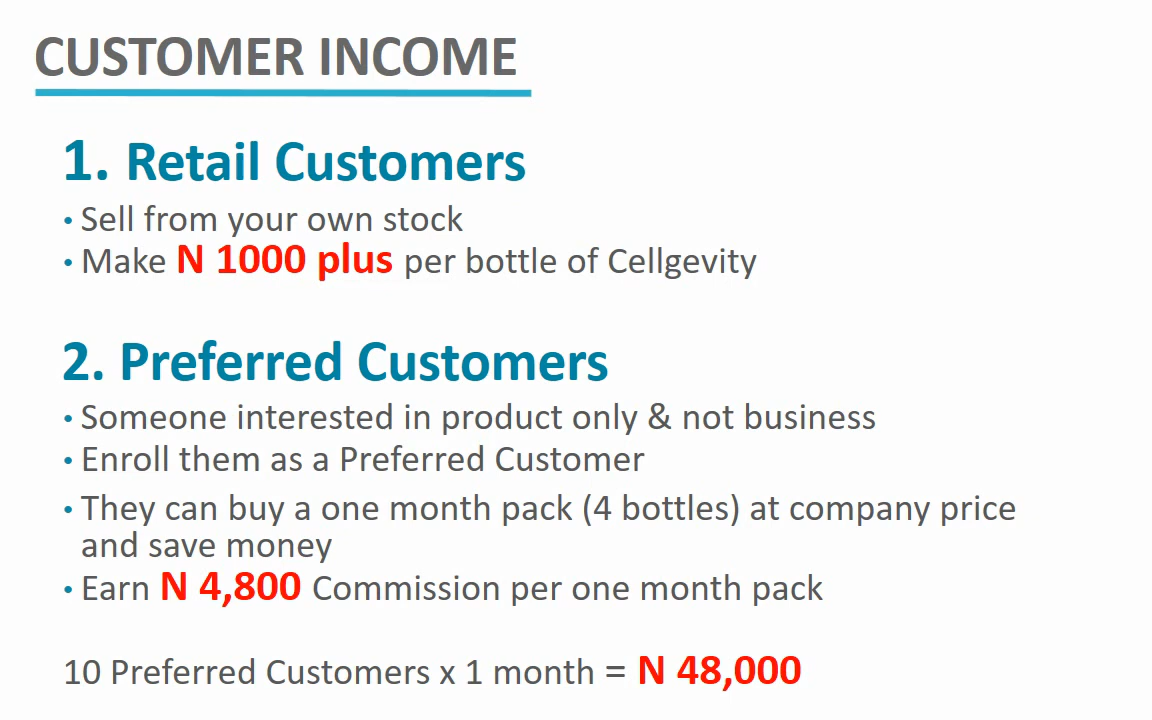 CUSTOMER INCOME
1. Retail Customers
• Sell from your own stock
• Make N 1000 plus per bottle of Cellgevity
2. Preferred Customers
• Someone interested in product only & not business
• Enroll them as a Preferred Customer
• They can buy a one month pack (4 bottles) at company price
and save money
• Earn N 4,800 Commission per one month pack
10 Preferred Customers x 1 month = N 48,000